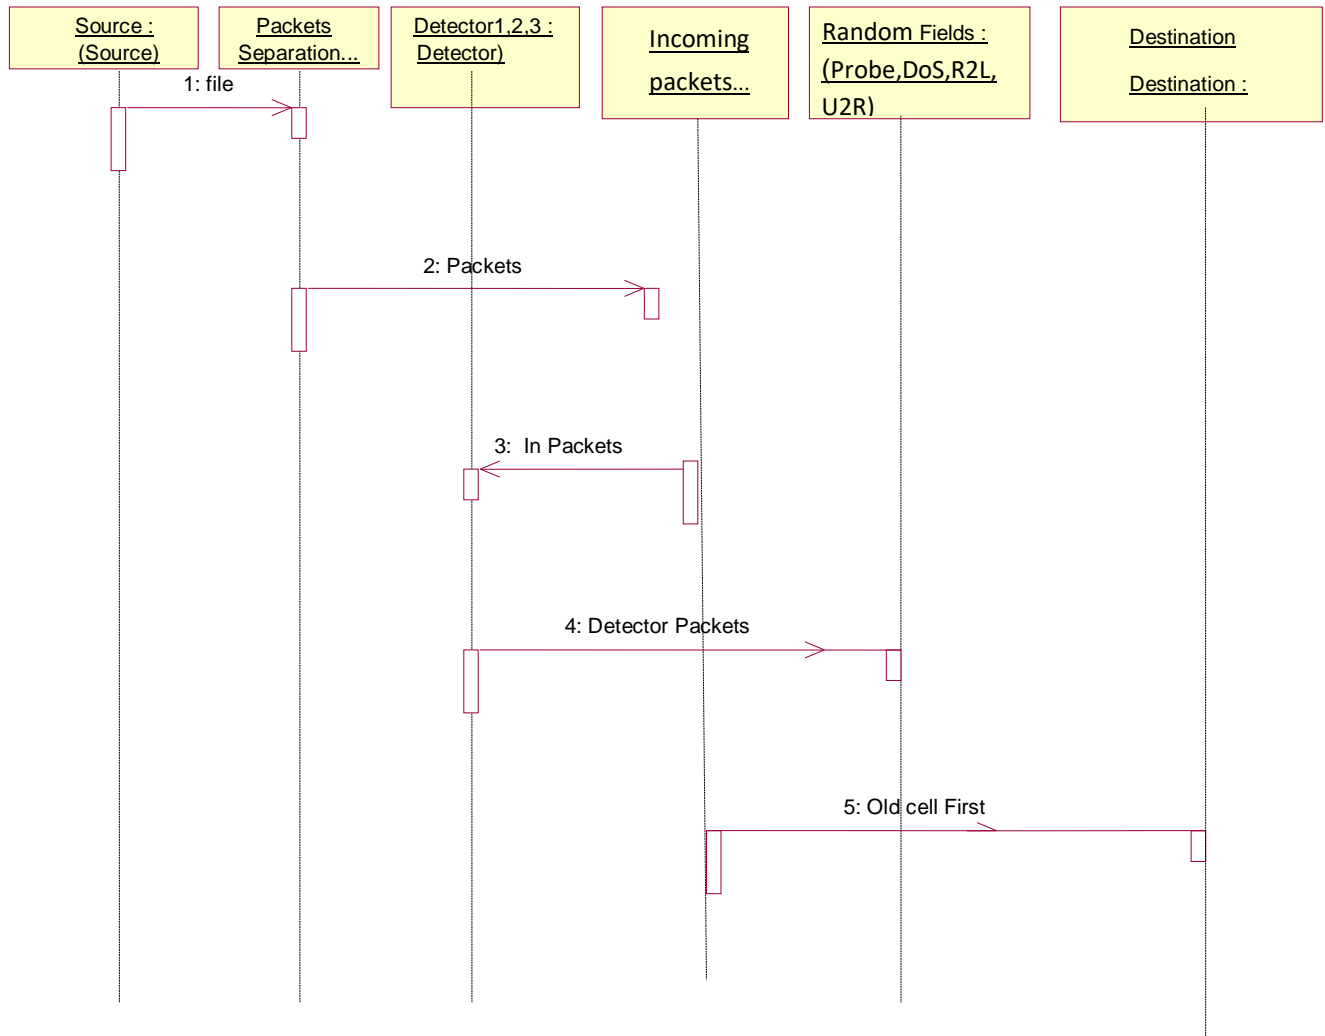 Source :
(Source)
Packets
Separation...
Detector1,2,3 :
Detector)
Incoming
packets...
Random Fields :
(Probe,DoS,R2L,
U2R)
Destination
Destination :
1: file
2: Packets
3:  In Packets
4: Detector Packets
5: Old cell First